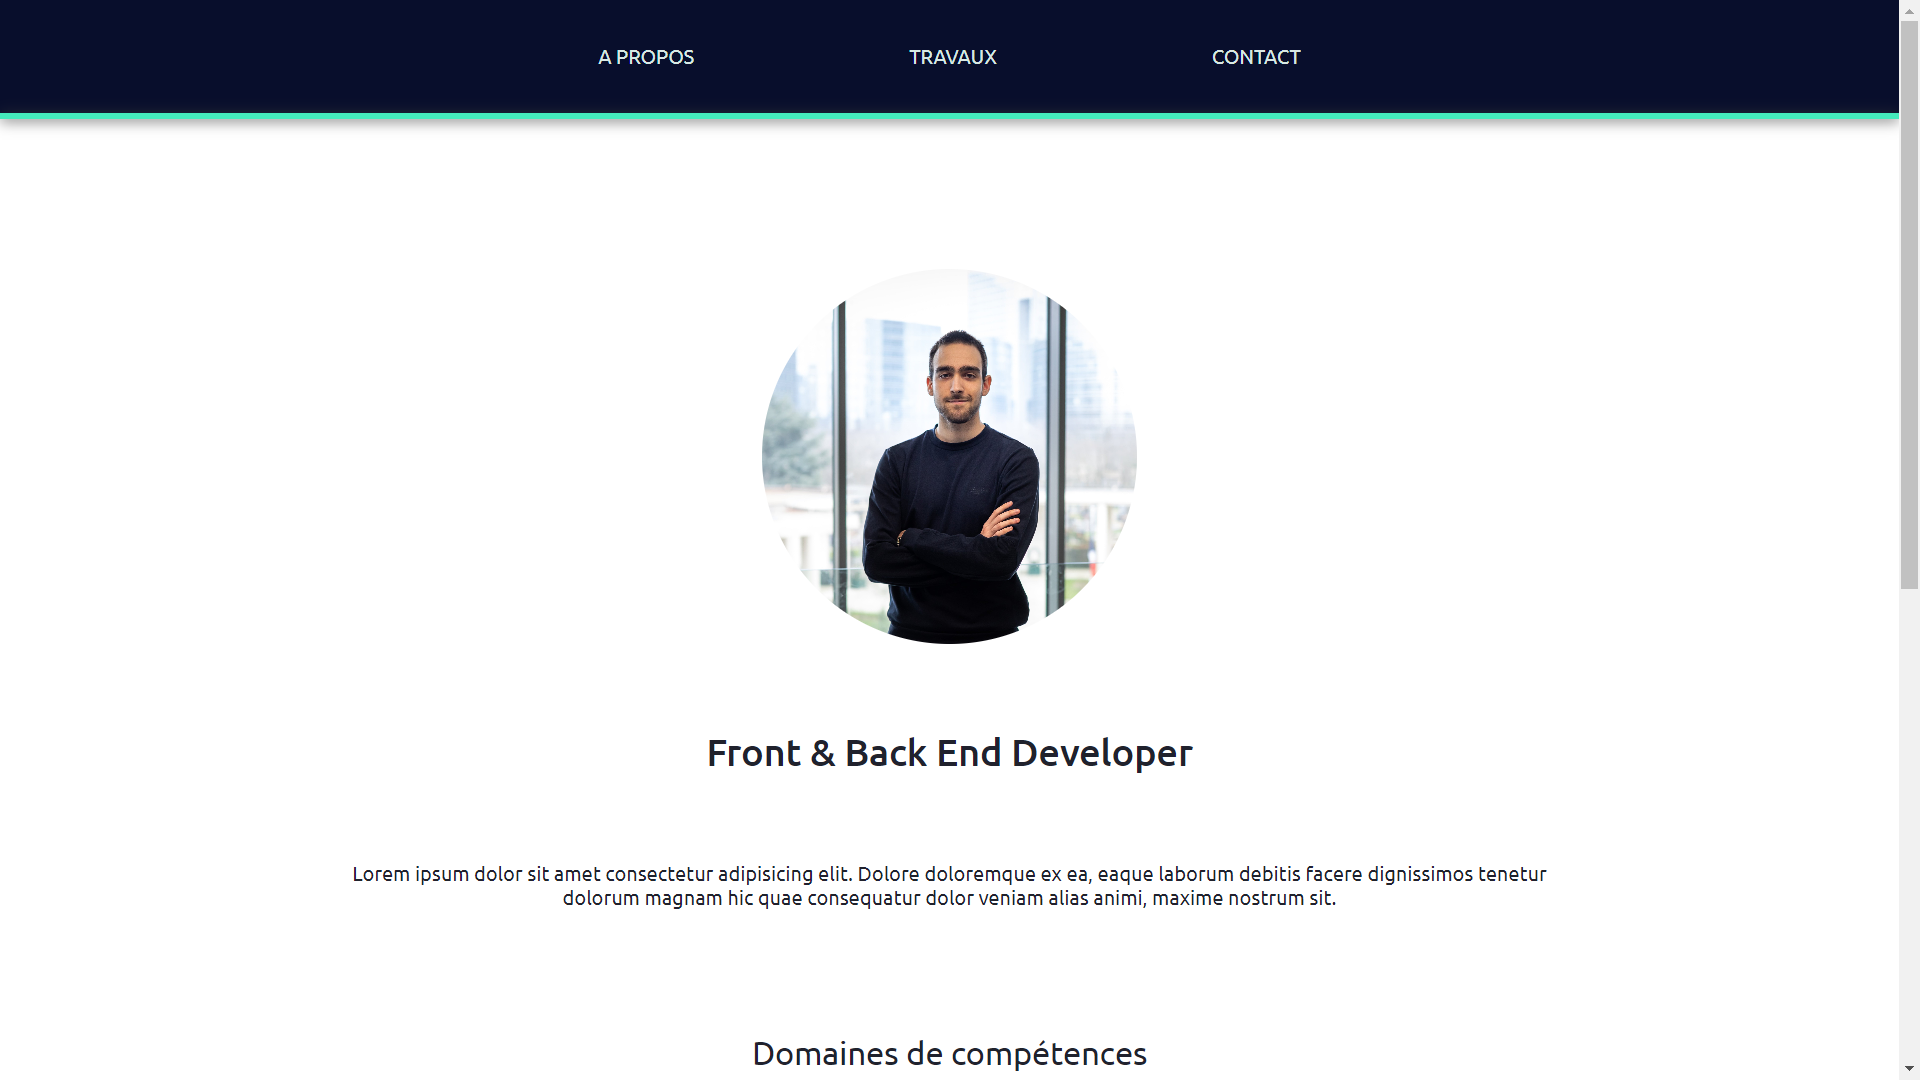 A PROPOS
TRAVAUX
CONTACT
Front & Back End Developer
Lorem ipsum dolor sit amet consectetur adipisicing elit. Dolore doloremque ex ea, eaque laborum debitis facere dignissimos tenetur
dolorum magnam hic quae consequatur dolor veniam alias animi, maxime nostrum sit.
Domaines de compétences